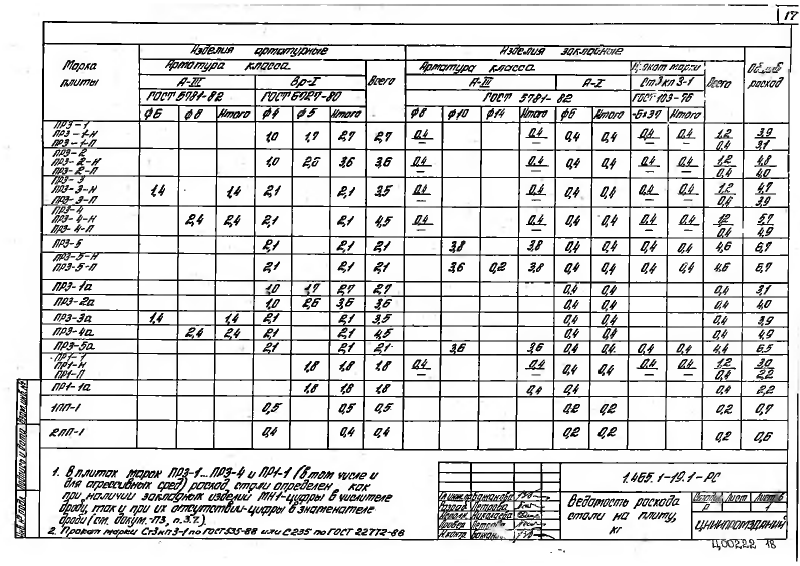 17
Марка плиты
Изделия арматурные
Изделия закладные
Арматура класса
Всего
Арматура класса
Прокат марки
Всего
Общий расход
А-III
Вр-I
А-III
А-I
Ст3кп3-1
ГОСТ 5781-82
ГОСТ 6727-80
ГОСТ 5781-82
ГОСТ 103-76
ф6 ф8 Итого ф4 ф5 Итого ф8 ф10 ф14 Итого ф6 Итого -6×37 Итого
ПР3-1
ПР3-1-Н
ПР3-1-П
1,0 1,7 2,7 2,7 0,4/— 0,4/— 0,4 0,4 0,4/— 0,4/— 1,2/0,4 3,9/3,1
ПР3-2
ПР3-2-Н
ПР3-2-П
1,0 2,6 3,6 3,6 0,4/— 0,4/— 0,4 0,4 0,4/— 0,4/— 1,2/0,4 4,8/4,0
ПР3-3
ПР3-3-Н
ПР3-3-П
1,4 1,4 2,1 2,1 3,5 0,4/— 0,4/— 0,4 0,4 0,4/— 0,4/— 1,2/0,4 4,7/3,9
ПР3-4
ПР3-4-Н
ПР3-4-П
2,4 2,4 2,1 2,1 4,5 0,4/— 0,4/— 0,4 0,4 0,4/— 0,4/— 1,2/0,4 5,7/4,9
ПР3-5 2,1 2,1 2,1 3,8 3,8 0,4 0,4 0,4 0,4 4,6 6,7
ПР3-5-Н
ПР3-5-П
2,1 2,1 2,1 3,6 0,2 3,8 0,4 0,4 0,4 0,4 4,6 6,7
ПР3-1а 1,0 1,7 2,7 2,7 0,4 0,4 0,4 3,1
ПР3-2а 1,0 2,6 3,6 3,6 0,4 0,4 0,4 4,0
ПР3-3а 1,4 1,4 2,1 2,1 3,5 0,4 0,4 0,4 3,9
ПР3-4а 2,4 2,4 2,1 2,1 4,5 0,4 0,4 0,4 4,9
ПР3-5а 2,1 2,1 2,1 3,6 3,6 0,4 0,4 0,4 0,4 4,4 6,5
ПР1-1
ПР1-Н
ПР1-П
1,8 1,8 1,8 0,4/— 0,4/— 0,4 0,4 0,4/— 0,4/— 1,2/0,4 3,0/2,2
ПР1-1а 1,8 1,8 1,8 0,4 0,4 0,4 2,2
1ПП-1 0,5 0,5 0,5 0,2 0,2 0,2 0,7
2ПП-1 0,4 0,4 0,4 0,2 0,2 0,2 0,6
1. В плитах марок ПР3-1...ПР3-4 и ПР1-1 (в том числе и
для агрессивных сред) расход стали определен, как
при наличии закладных изделий МН1-цифры в числителе
дроби, так и при их отсутствии-цифры в знаменателе
дроби (ст. докум.-ПЗ, п.3.7.)
2. Прокат марки Ст3кп3-1 по ГОСТ 535-88 или С235 по ГОСТ 22772-88
1.465.1-19.1-РС
Ведомость расхода
стали на плиту,
кг
Стадия Лист Листов
Р 1
ЦНИИПРОМЗДАНИЙ
Разраб. Петрова
Исполн. Николаева
Провер. Петрова
Н.контр. Бажанова
Ц00222 18
Подпись и дата